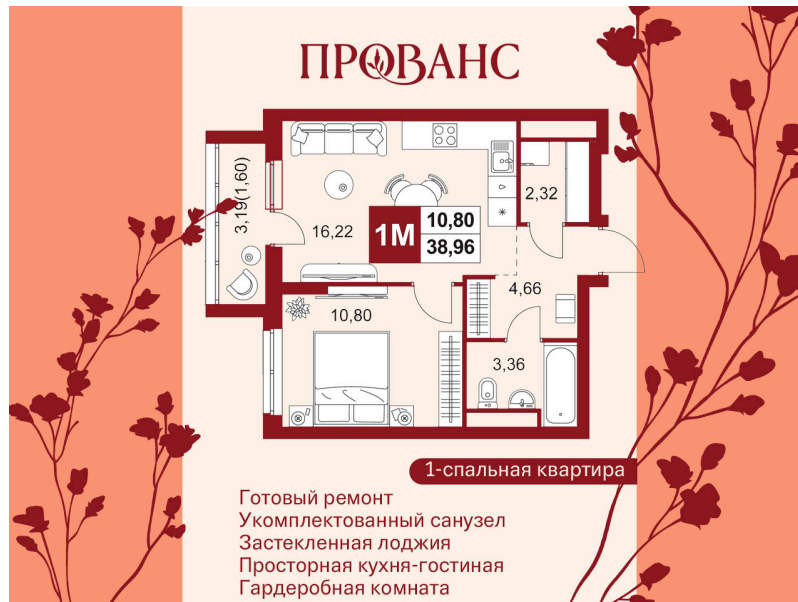 ПРОВАНС
3,19(1,60)
16,22
1М
10,80
38,96
2,32
4,66
10,80
3,36
1-спальная квартира
Готовый ремонт
Укомплектованный санузел
Застекленная лоджия
Просторная кухня-гостиная
Гардеробная комната